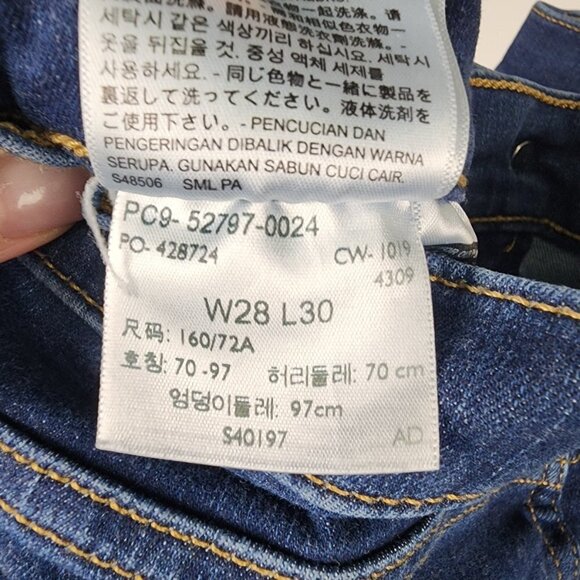 세탁시 같은 색상끼리 하십시요. 세탁시
옷을 뒤집을 것. 중성 액체 세제를
사용하세요. - 同じ色物と一緒に製品を
裏返して洗ってください。液体洗剤を
ご使用下さい。 - PENCUCIAN DAN
PENGERINGAN DIBALIK DENGAN WARNA
SERUPA. GUNAKAN SABUN CUCI CAIR.
S48506 SML PA
PC9- 52797-0024
PO- 428724 CW- 1019
4309
W28 L30
尺码: 160/72A
호칭: 70 -97 허리둘레: 70 cm
엉덩이둘레: 97cm
S40197 AD